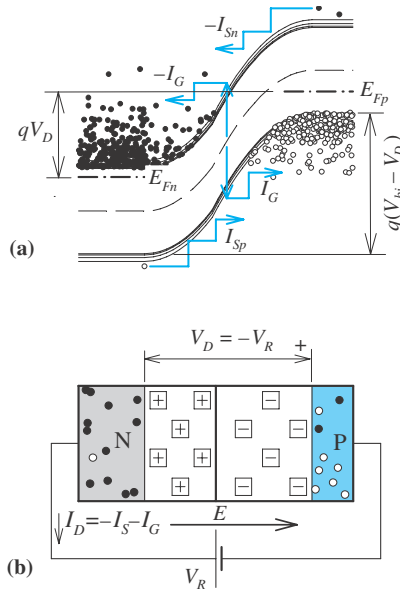 −I_Sn
−I_G
E_Fp
qV_D
E_Fn
I_G
q(V_bi − V_D)
I_Sp
(a)
V_D = −V_R
+
N
P
+ + − −
+ − −
+ + − −
+ −
I_D = −I_S − I_G
E
(b)
V_R